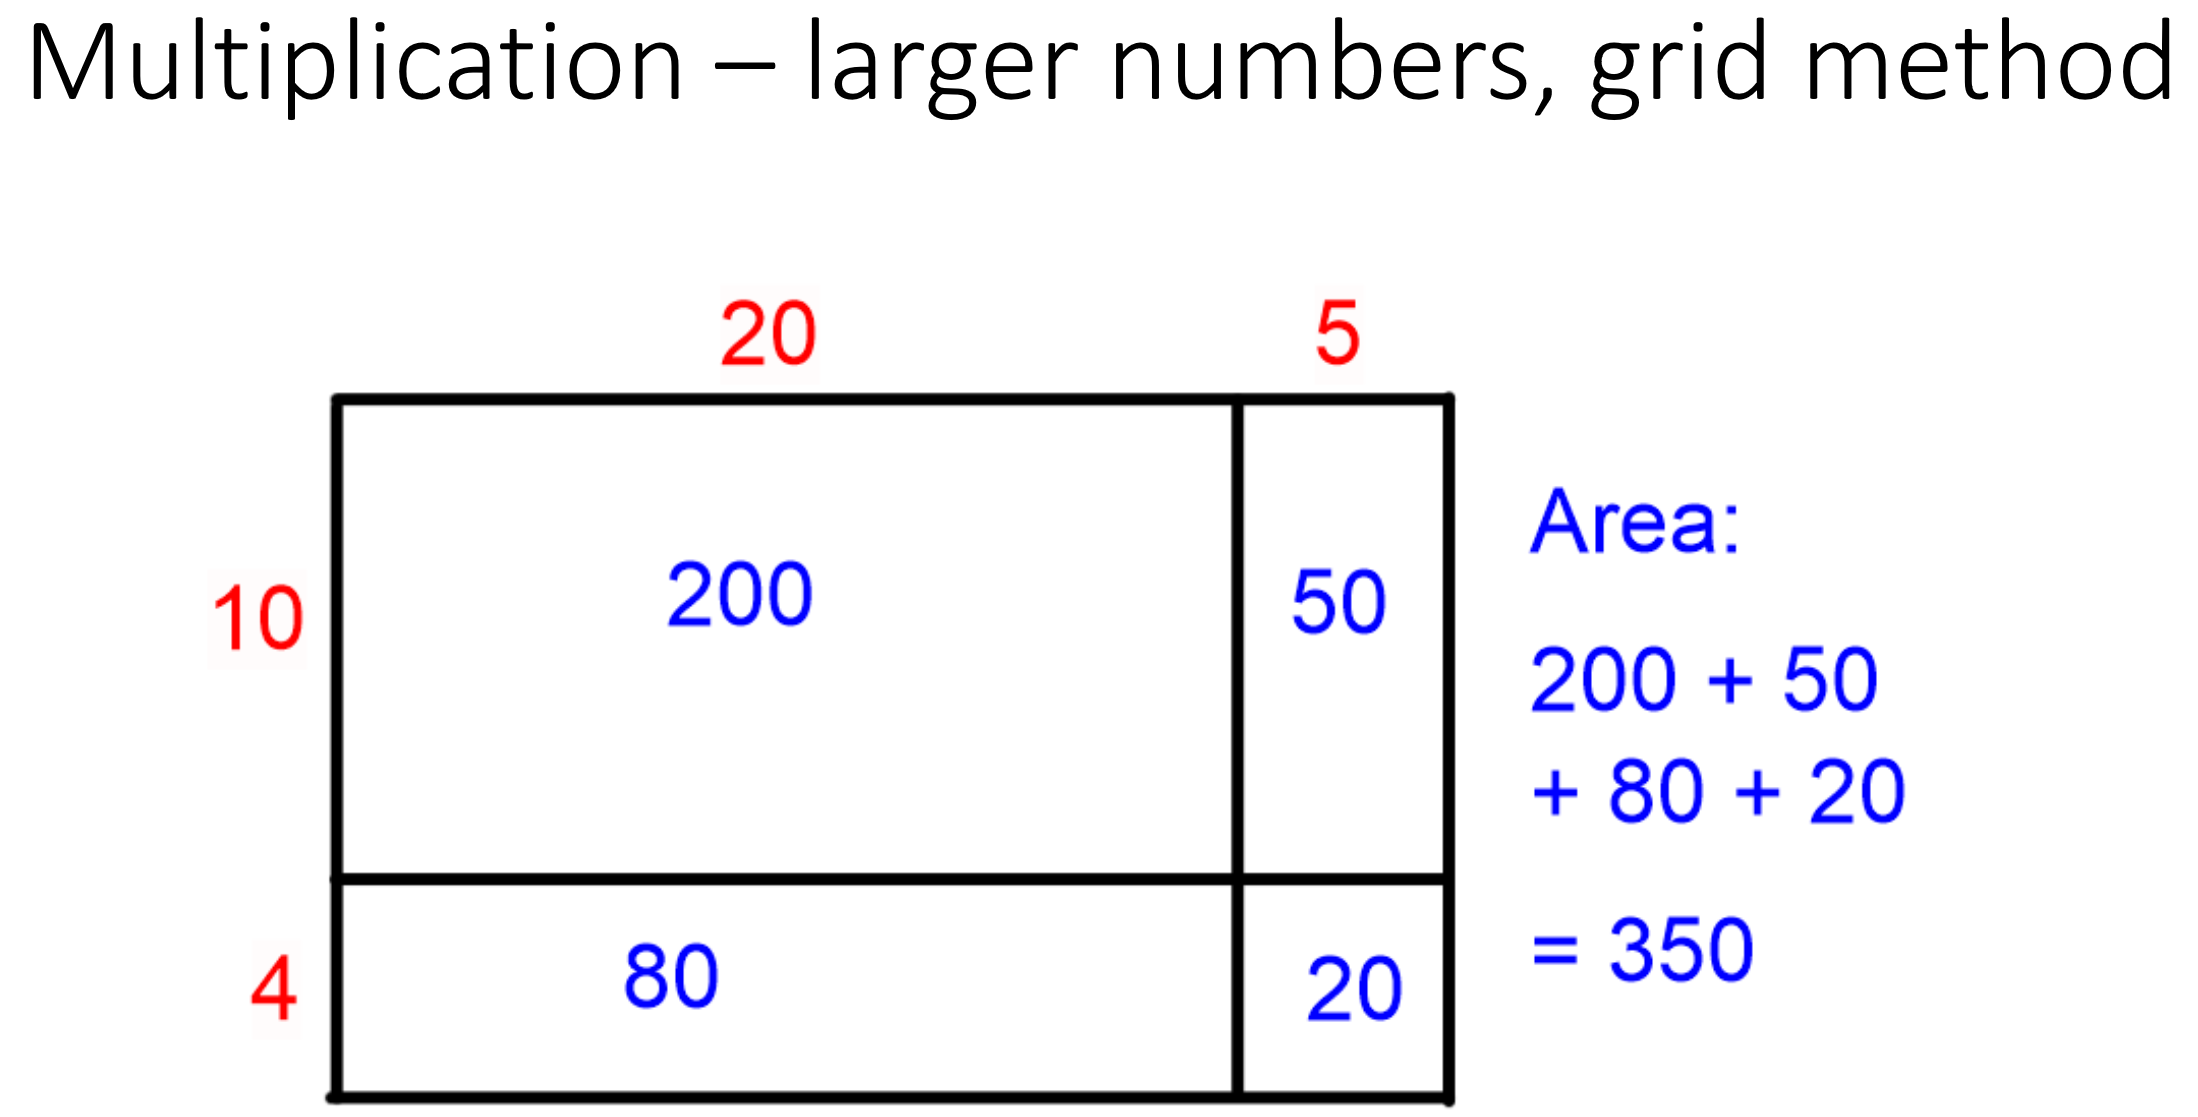 Multiplication – larger numbers, grid method
20 5
10 200 50
4 80 20
Area:
200 + 50
+ 80 + 20
= 350